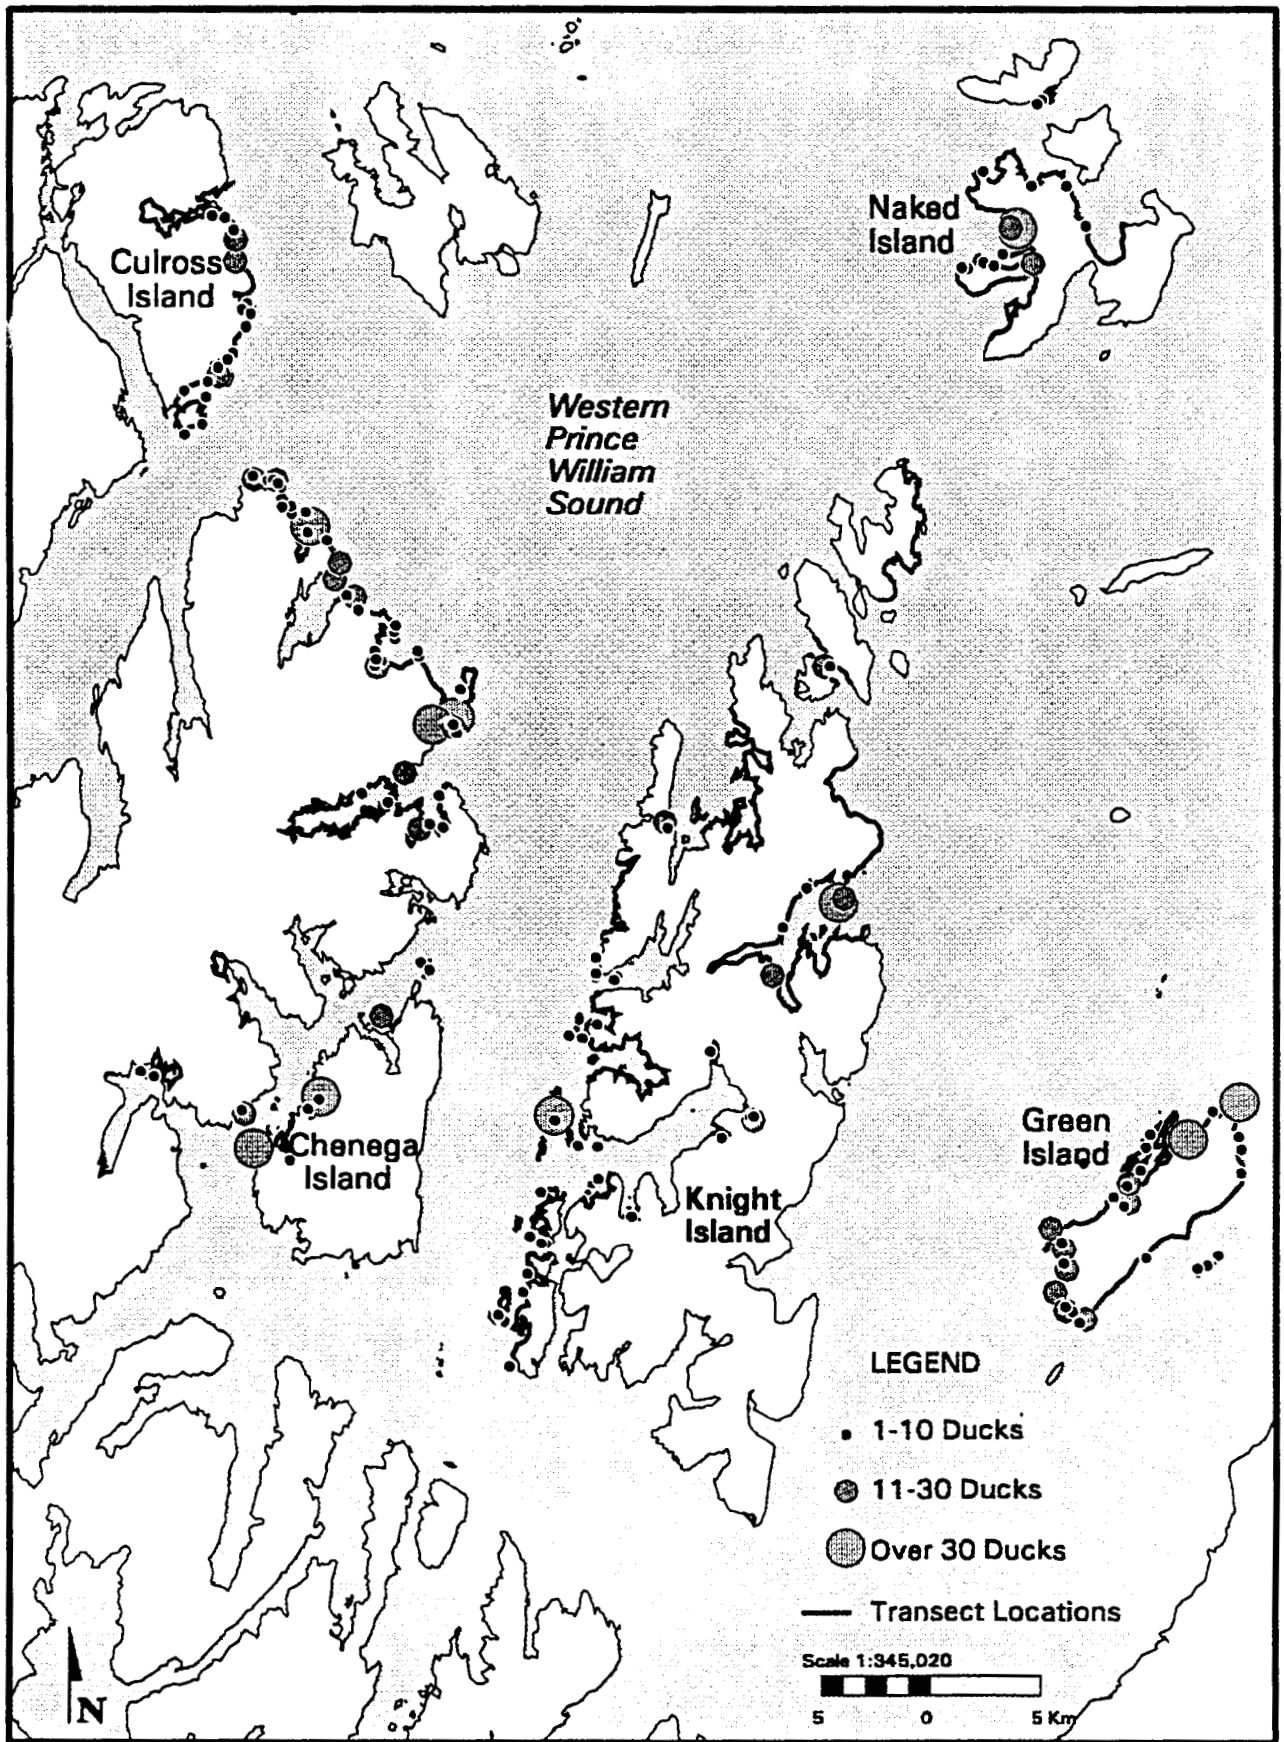 Naked
Island
Culross
Island
Western
Prince
William
Sound
Green
Island
Chenega
Island
Knight
Island
LEGEND
1-10 Ducks
11-30 Ducks
Over 30 Ducks
Transect Locations
Scale 1:345,020
5 0 5 Km
N